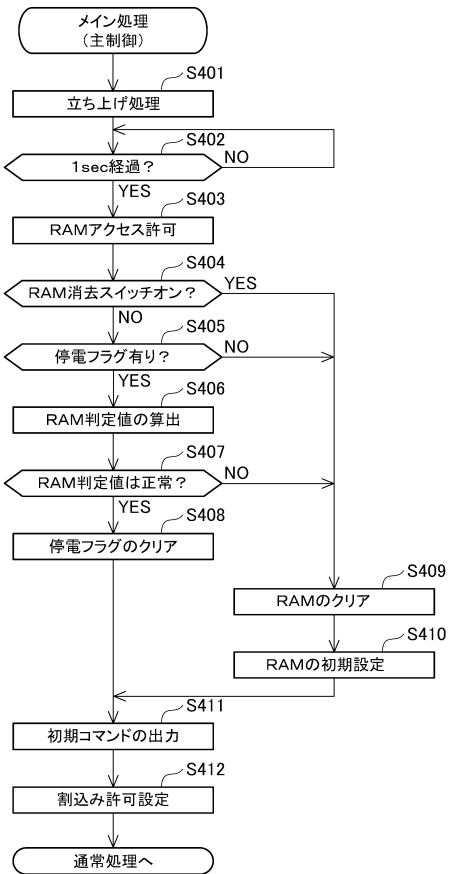 メイン処理
(主制御)
S401
立ち上げ処理
S402
1sec経過？
NO
YES
S403
RAMアクセス許可
S404
RAM消去スイッチオン？
YES
NO
S405
停電フラグ有り？
NO
YES
S406
RAM判定値の算出
S407
RAM判定値は正常？
NO
YES
S408
停電フラグのクリア
S409
RAMのクリア
S410
RAMの初期設定
S411
初期コマンドの出力
S412
割込み許可設定
通常処理へ